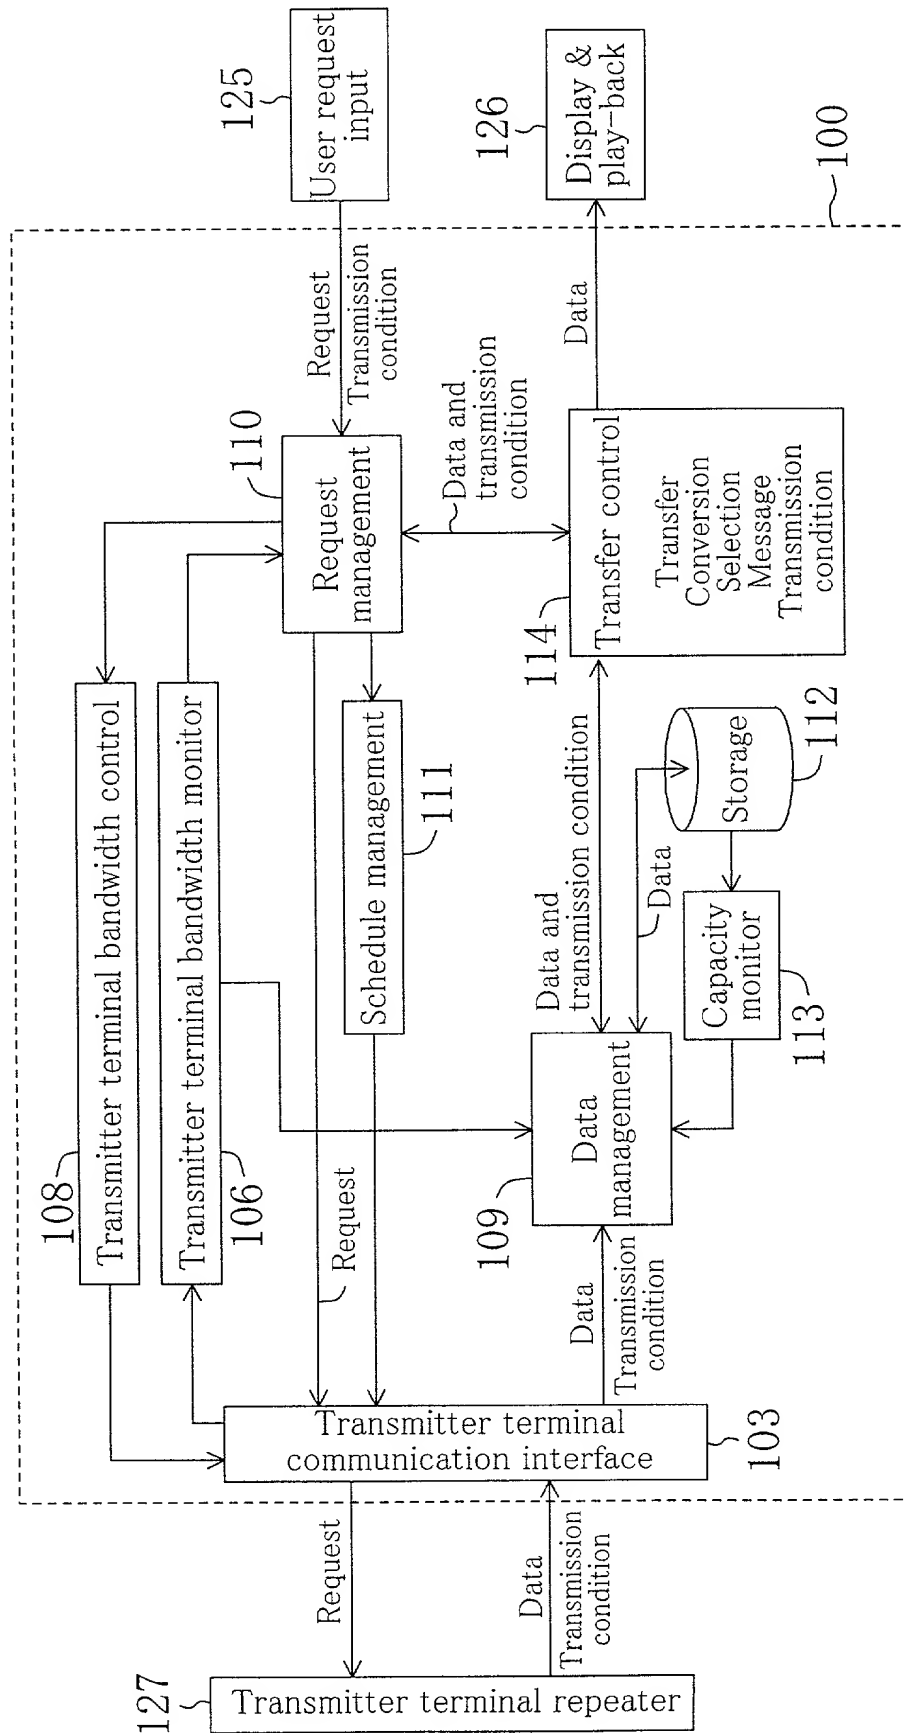 127
Transmitter terminal repeater
Request
Data
Transmission
condition
108
Transmitter terminal bandwidth control
Transmitter terminal bandwidth monitor
106
Request
Transmitter terminal
communication interface
103
Data
Transmission
condition
109
Data
management
Schedule management
111
110
Request
management
Request
Transmission
condition
125
User request
input
Data and
transmission
condition
Data and
transmission condition
Data
Capacity
monitor
113
Storage
112
114
Transfer control
Transfer
Conversion
Selection
Message
Transmission
condition
Data
126
Display &
play-back
100